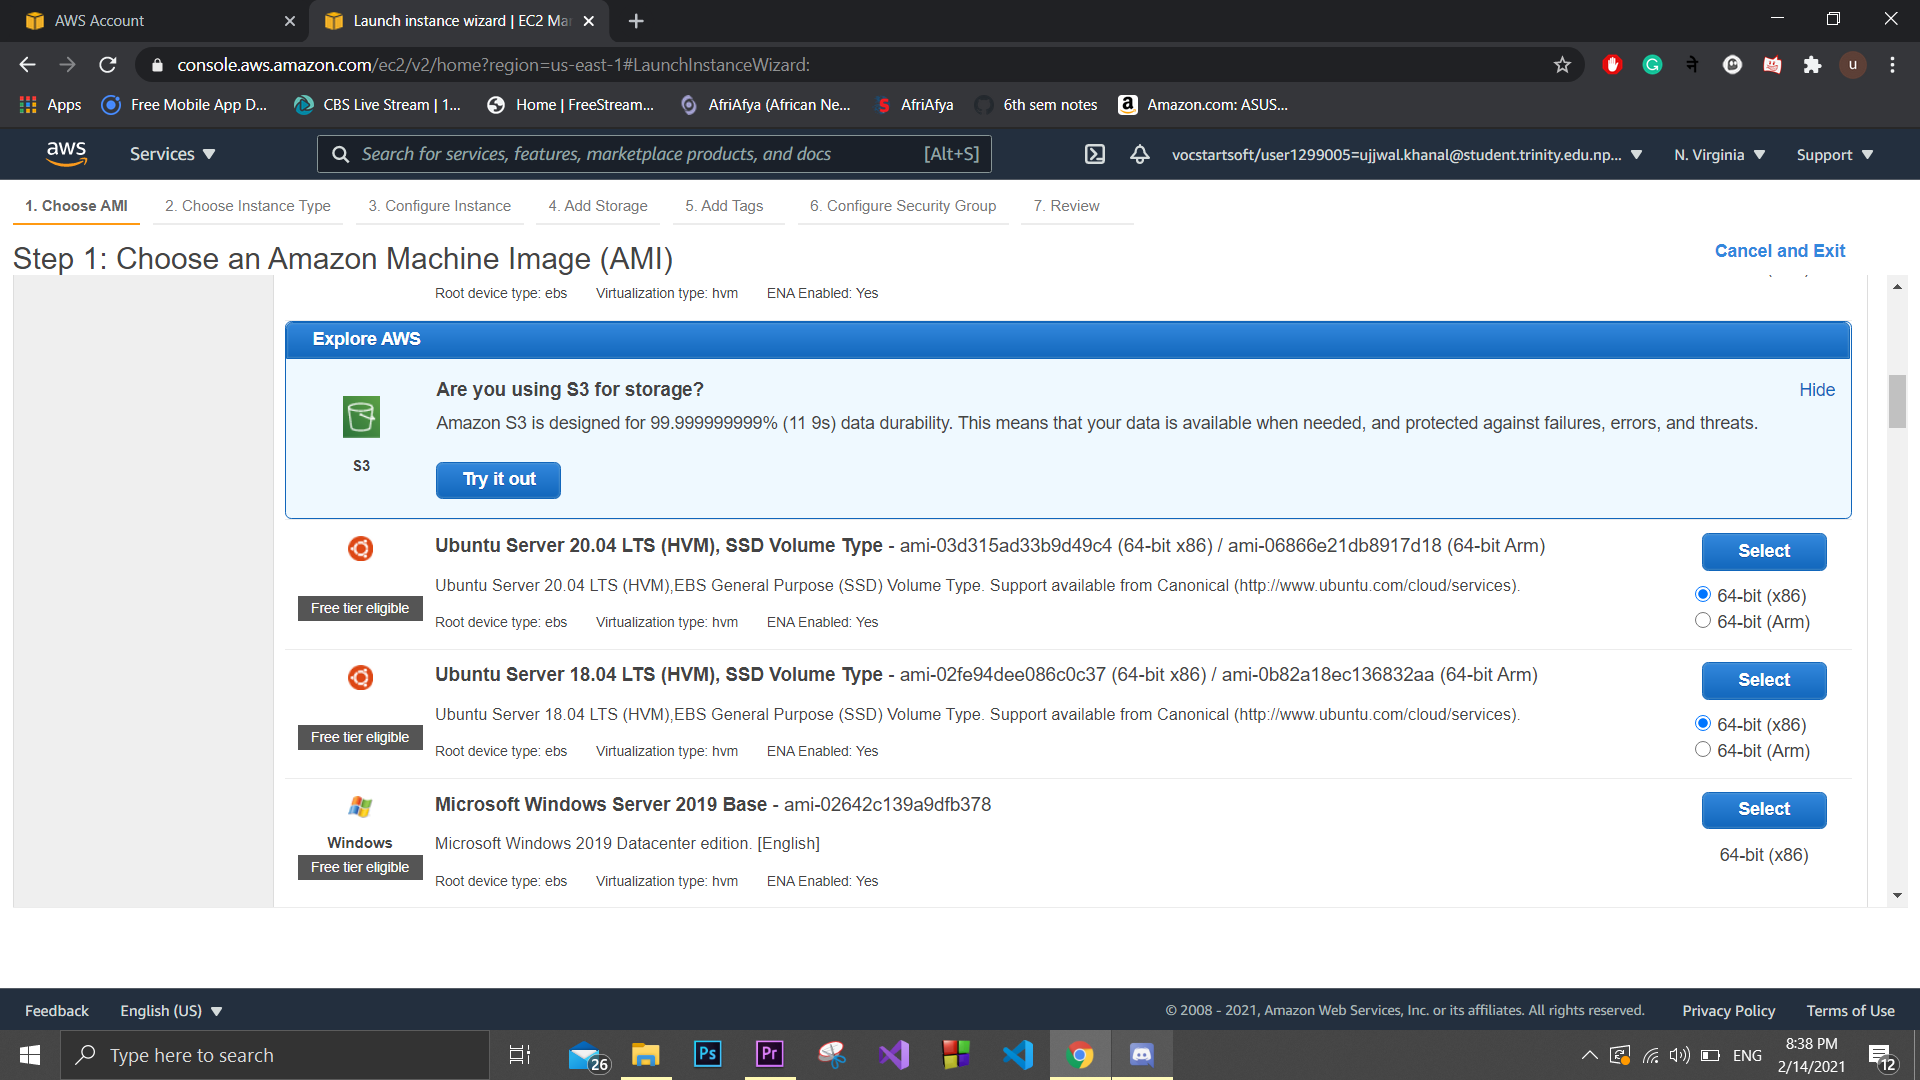 AWS Account
Launch instance wizard | EC2 Mar
console.aws.amazon.com/ec2/v2/home?region=us-east-1#LaunchInstanceWizard:
u
Apps
Free Mobile App D...
CBS Live Stream | 1...
Home | FreeStream...
AfriAfya (African Ne...
AfriAfya
6th sem notes
Amazon.com: ASUS...
aws
Services
Search for services, features, marketplace products, and docs
[Alt+S]
vocstartsoft/user1299005=ujjwal.khanal@student.trinity.edu.np...
N. Virginia
Support
1. Choose AMI
2. Choose Instance Type
3. Configure Instance
4. Add Storage
5. Add Tags
6. Configure Security Group
7. Review
Step 1: Choose an Amazon Machine Image (AMI)
Cancel and Exit
Root device type: ebs Virtualization type: hvm ENA Enabled: Yes
Explore AWS
Are you using S3 for storage?
Hide
Amazon S3 is designed for 99.999999999% (11 9s) data durability. This means that your data is available when needed, and protected against failures, errors, and threats.
S3
Try it out
Ubuntu Server 20.04 LTS (HVM), SSD Volume Type - ami-03d315ad33b9d49c4 (64-bit x86) / ami-06866e21db8917d18 (64-bit Arm)
Select
Ubuntu Server 20.04 LTS (HVM),EBS General Purpose (SSD) Volume Type. Support available from Canonical (http://www.ubuntu.com/cloud/services).
64-bit (x86)
Free tier eligible
Root device type: ebs Virtualization type: hvm ENA Enabled: Yes
64-bit (Arm)
Ubuntu Server 18.04 LTS (HVM), SSD Volume Type - ami-02fe94dee086c0c37 (64-bit x86) / ami-0b82a18ec136832aa (64-bit Arm)
Select
Ubuntu Server 18.04 LTS (HVM),EBS General Purpose (SSD) Volume Type. Support available from Canonical (http://www.ubuntu.com/cloud/services).
64-bit (x86)
Free tier eligible
Root device type: ebs Virtualization type: hvm ENA Enabled: Yes
64-bit (Arm)
Microsoft Windows Server 2019 Base - ami-02642c139a9dfb378
Select
Windows
Microsoft Windows 2019 Datacenter edition. [English]
64-bit (x86)
Free tier eligible
Root device type: ebs Virtualization type: hvm ENA Enabled: Yes
Feedback
English (US)
© 2008 - 2021, Amazon Web Services, Inc. or its affiliates. All rights reserved.
Privacy Policy
Terms of Use
Type here to search
26
Ps
Pr
ENG
8:38 PM
2/14/2021
12